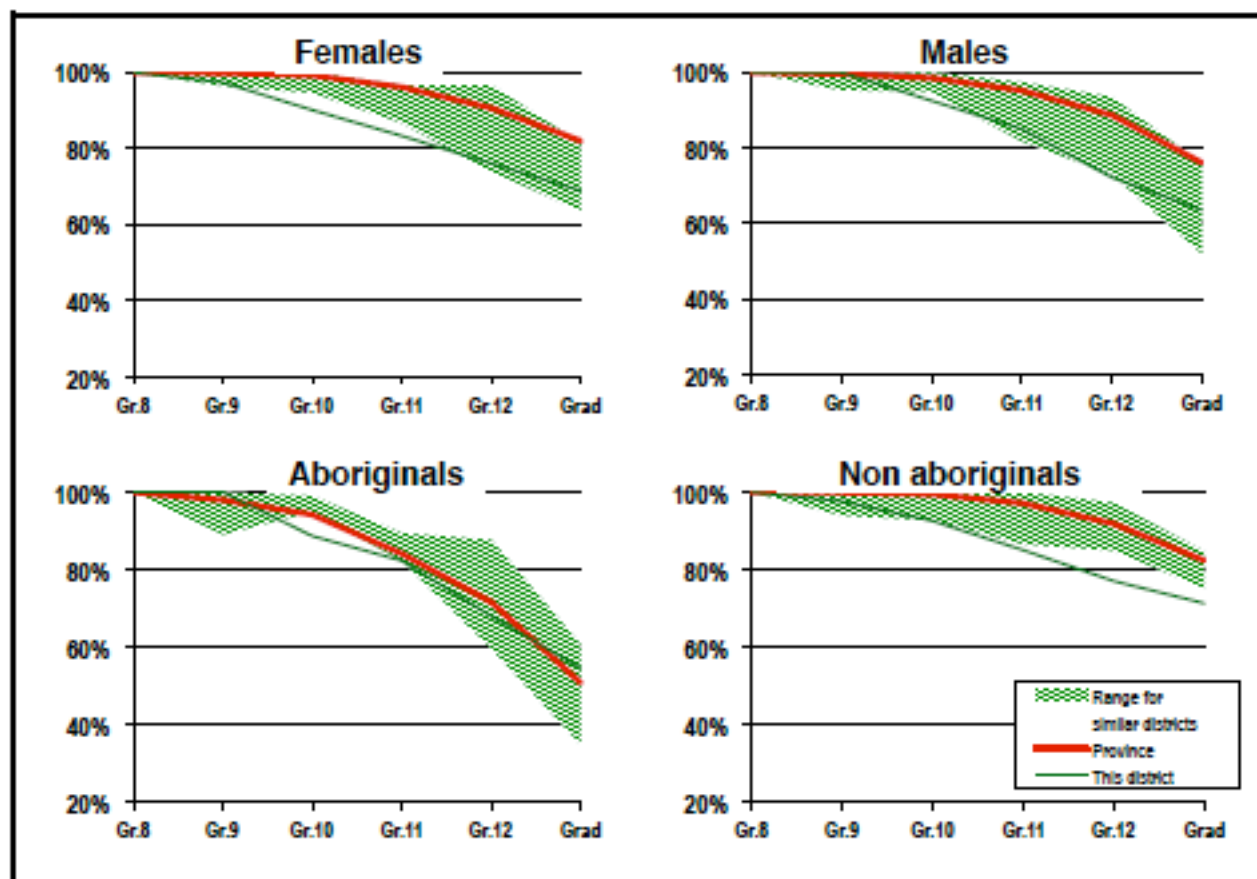 Females
100%
80%
60%
40%
20%
Gr.8 Gr.9 Gr.10 Gr.11 Gr.12 Grad
Males
100%
80%
60%
40%
20%
Gr.8 Gr.9 Gr.10 Gr.11 Gr.12 Grad
Aboriginals
100%
80%
60%
40%
20%
Gr.8 Gr.9 Gr.10 Gr.11 Gr.12 Grad
Non aboriginals
100%
80%
60%
40%
20%
Gr.8 Gr.9 Gr.10 Gr.11 Gr.12 Grad
Range for
similar districts
Province
This district